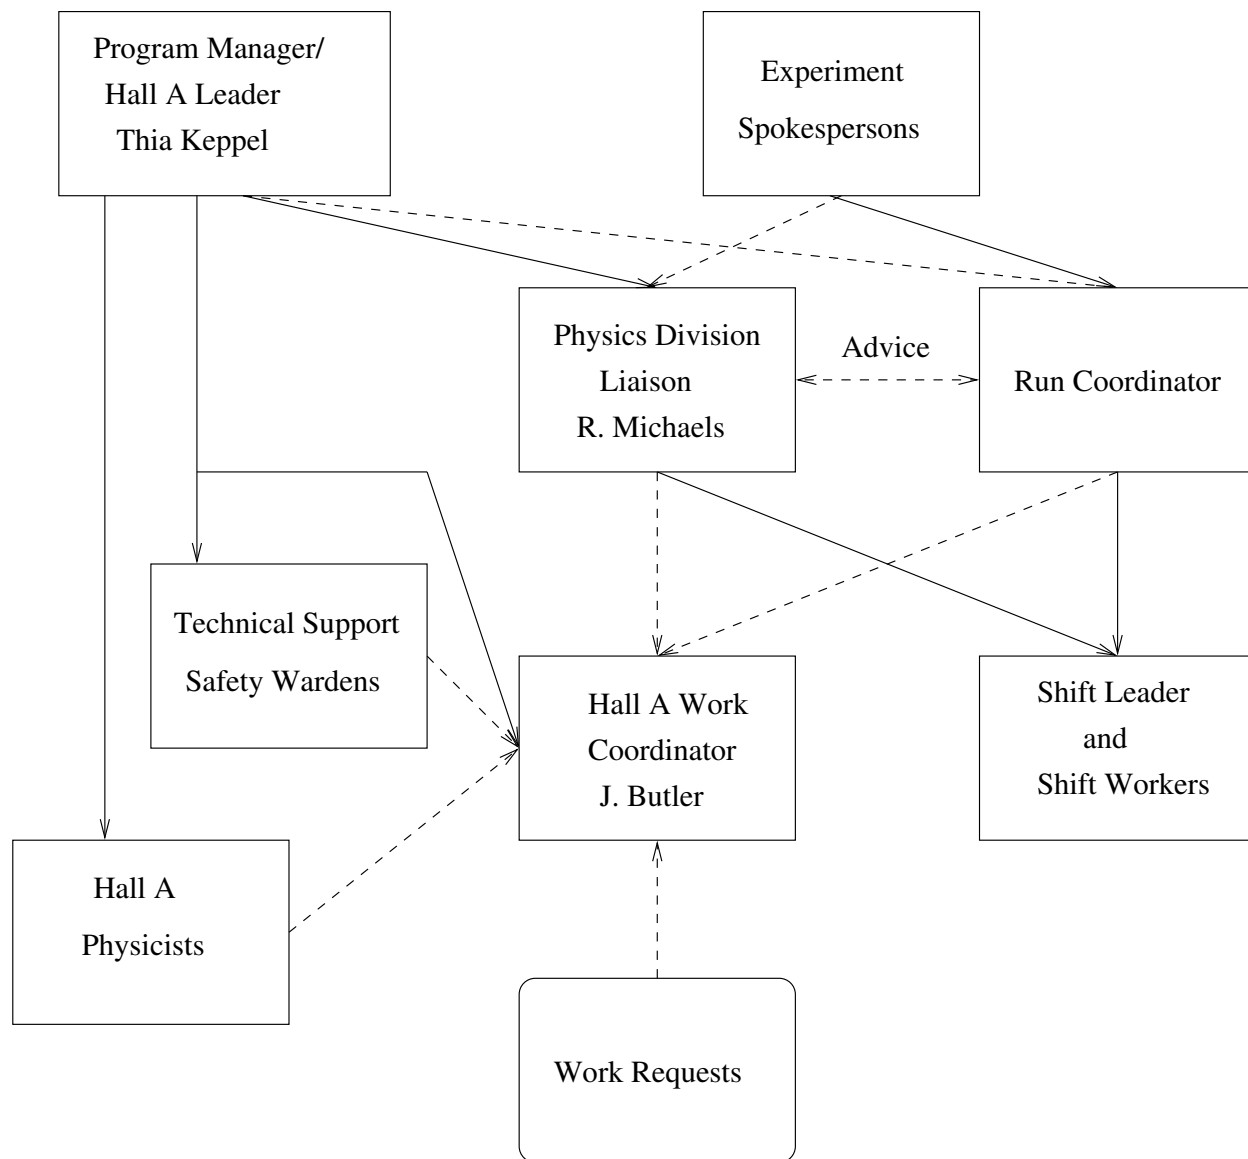 Program Manager/
Hall A Leader
Thia Keppel
Experiment
Spokespersons
Physics Division
Liaison
R. Michaels
Advice
Run Coordinator
Technical Support
Safety Wardens
Hall A Work
Coordinator
J. Butler
Shift Leader
and
Shift Workers
Hall A
Physicists
Work Requests